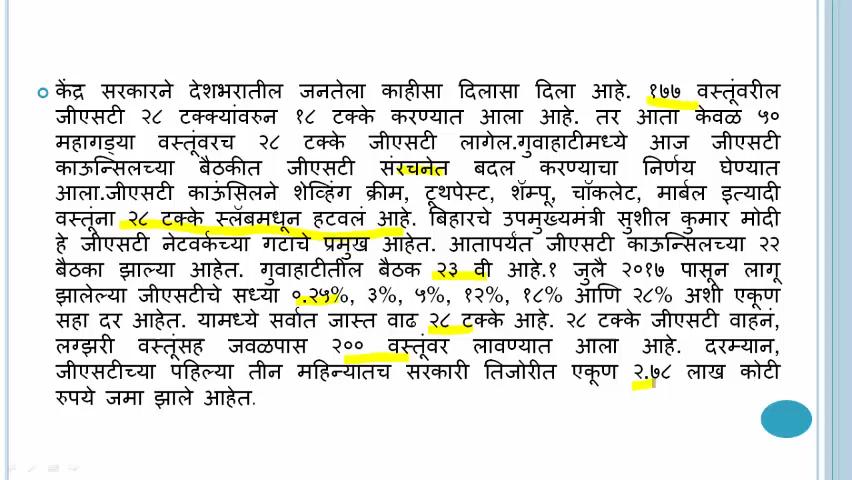 केंद्र सरकारने देशभरातील जनतेला काहीसा दिलासा दिला आहे. १७७ वस्तूंवरील
जीएसटी २८ टक्क्यांवरुन १८ टक्के करण्यात आला आहे. तर आता केवळ ५०
महागड्या वस्तूंवरच २८ टक्के जीएसटी लागेल.गुवाहाटीमध्ये आज जीएसटी
काऊन्सिलच्या बैठकीत जीएसटी संरचनेत बदल करण्याचा निर्णय घेण्यात
आला.जीएसटी काऊंसिलने शेव्हिंग क्रीम, टूथपेस्ट, शॅम्पू, चॉकलेट, मार्बल इत्यादी
वस्तूंना २८ टक्के स्लॅबमधून हटवलं आहे. बिहारचे उपमुख्यमंत्री सुशील कुमार मोदी
हे जीएसटी नेटवर्कच्या गटाचे प्रमुख आहेत. आतापर्यंत जीएसटी काऊन्सिलच्या २२
बैठका झाल्या आहेत. गुवाहाटीतील बैठक २३ वी आहे.१ जुलै २०१७ पासून लागू
झालेल्या जीएसटीचे सध्या ०.२५%, ३%, ५%, १२%, १८% आणि २८% अशी एकूण
सहा दर आहेत. यामध्ये सर्वात जास्त वाढ २८ टक्के आहे. २८ टक्के जीएसटी वाहनं,
लग्झरी वस्तूंसह जवळपास २०० वस्तूंवर लावण्यात आला आहे. दरम्यान,
जीएसटीच्या पहिल्या तीन महिन्यातच सरकारी तिजोरीत एकूण २.७८ लाख कोटी
रुपये जमा झाले आहेत.